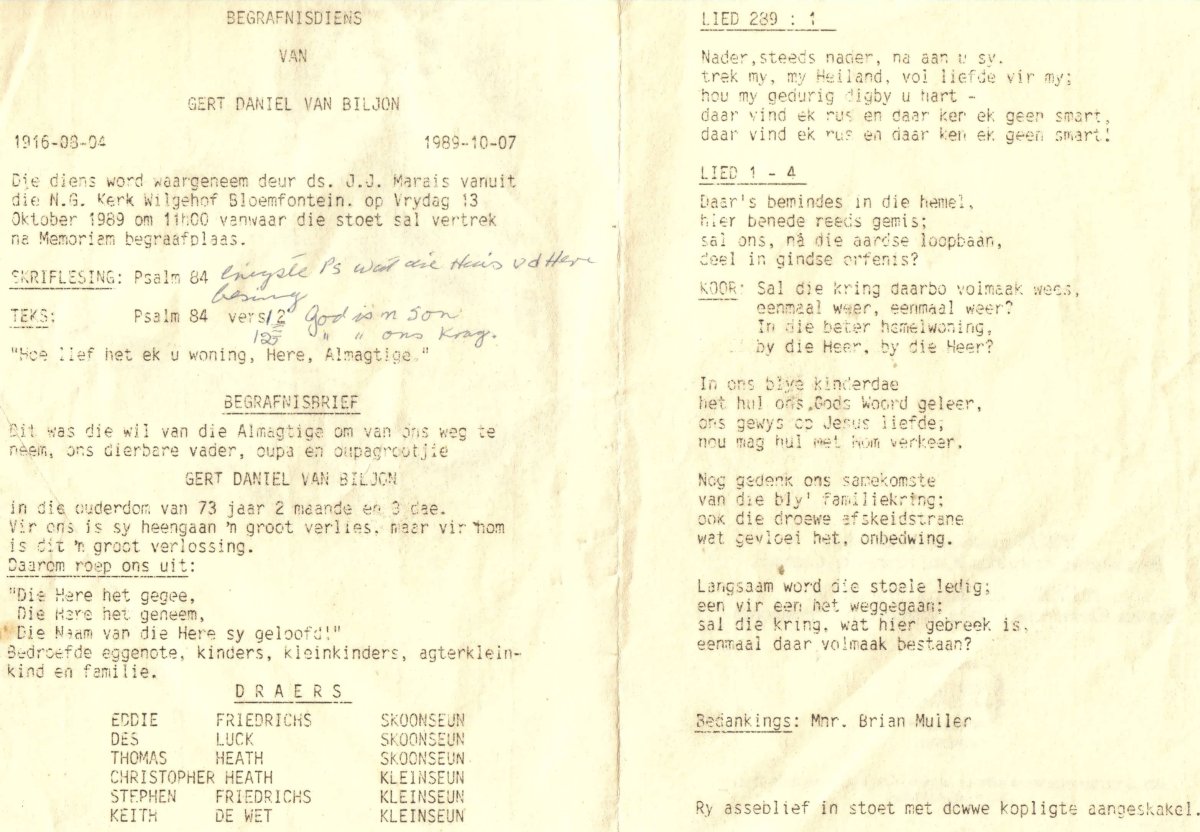 BEGRAFNISDIENS
VAN
GERT DANIEL VAN BILJON
1916-08-04 1989-10-07
Die diens word waargeneem deur ds. J.J. Marais vanuit
die N.G. Kerk Wilgehof Bloemfontein. op Vrydag 13
Oktober 1989 om 11h00 vanwaar die stoet sal vertrek
na Memoriam begraafplaas.
SKRIFLESING: Psalm 84 enigste Ps wat die Huis v d Here
besing
TEKS: Psalm 84 vers 12 God is n Son
" " ons Krag.
"Hoe lief het ek u woning, Here, Almagtige."
BEGRAFNISBRIEF
Dit was die wil van die Almagtige om van ons weg te
neem, ons dierbare vader, oupa en oupagrootjie
GERT DANIEL VAN BILJON
in die ouderdom van 73 jaar 2 maande en 3 dae.
Vir ons is sy heengaan 'n groot verlies, maar vir hom
is dit 'n groot verlossing.
Daarom roep ons uit:
"Die Here het gegee,
Die Here het geneem,
Die Naam van die Here sy geloofd!"
Bedroefde eggenote, kinders, kleinkinders, agterklein-
kind en familie.
DRAERS
EDDIE FRIEDRICHS SKOONSEUN
DES LUCK SKOONSEUN
THOMAS HEATH SKOONSEUN
CHRISTOPHER HEATH KLEINSEUN
STEPHEN FRIEDRICHS KLEINSEUN
KEITH DE WET KLEINSEUN
LIED 289 : 1
Nader,steeds nader, na aan u sy.
trek my, my Heiland, vol liefde vir my;
hou my gedurig digby u hart -
daar vind ek rus en daar ken ek geen smart,
daar vind ek rus en daar ken ek geen smart!
LIED 1 - 4
Daar's bemindes in die hemel,
hier benede reeds gemis;
sal ons, ná die aardse loopbaan,
deel in gindse erfenis?
KOOR: Sal die kring daarbo volmaak wees,
eenmaal weer, eenmaal weer?
In die beter hemelwoning,
by die Heer, by die Heer?
In ons blye kinderdae
het hul ons Gods Woord geleer,
ons gewys op Jesus liefde;
nou mag hul met hom verkeer.
Nog gedenk ons samekomste
van die bly' familiekring;
ook die droewe afskeidstrane
wat gevloei het, onbedwing.
Langsaam word die stoele ledig;
een vir een het weggegaan;
sal die kring, wat hier gebreek is,
eenmaal daar volmaak bestaan?
Bedankings: Mnr. Brian Muller
Ry asseblief in stoet met dowwe kopligte aangeskakel.